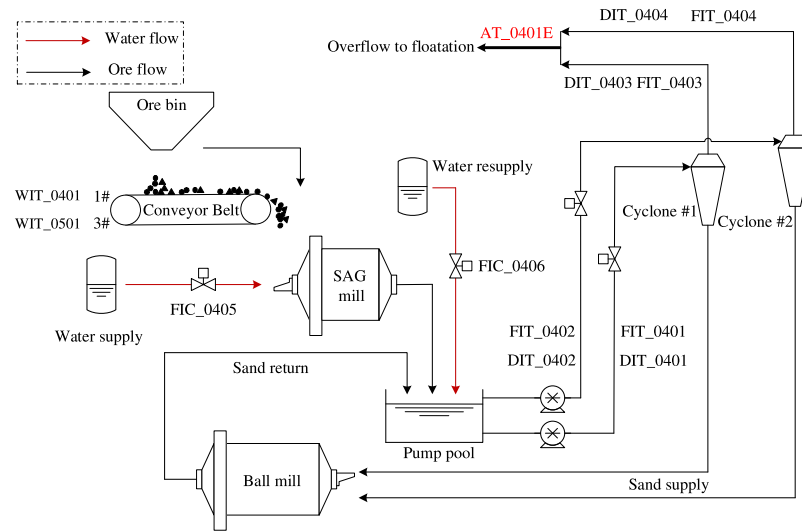 DIT_0404 FIT_0404
Water flow
AT_0401E
Overflow to floatation
Ore flow
DIT_0403 FIT_0403
Ore bin
Water resupply
WIT_0401 1#
Conveyor Belt
WIT_0501 3#
Cyclone #1
Cyclone #2
SAG
mill
FIC_0406
FIC_0405
Water supply
FIT_0402
FIT_0401
DIT_0402
DIT_0401
Sand return
Pump pool
Ball mill
Sand supply